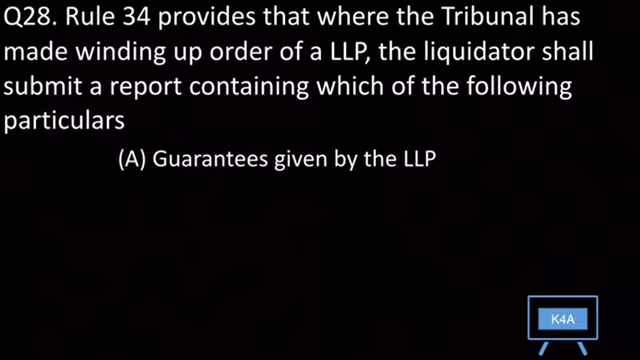 Q28. Rule 34 provides that where the Tribunal has
made winding up order of a LLP, the liquidator shall
submit a report containing which of the following
particulars
(A) Guarantees given by the LLP
K4A